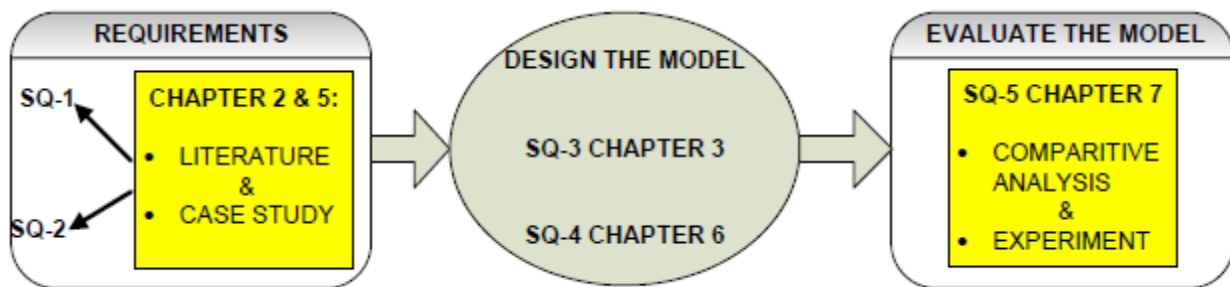 REQUIREMENTS
SQ-1
SQ-2
CHAPTER 2 & 5:
• LITERATURE
&
• CASE STUDY
DESIGN THE MODEL
SQ-3 CHAPTER 3
SQ-4 CHAPTER 6
EVALUATE THE MODEL
SQ-5 CHAPTER 7
• COMPARITIVE
ANALYSIS
&
• EXPERIMENT